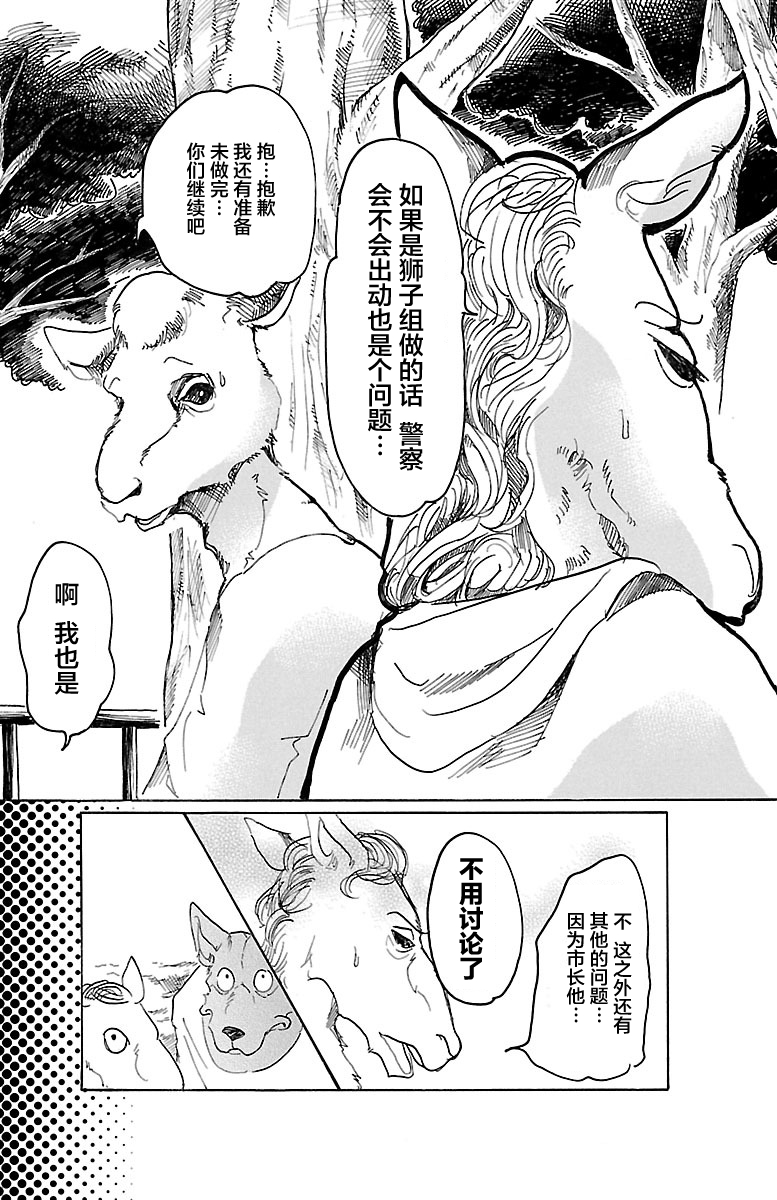 如果是狮子组做的话 警察
会不会出动也是个问题…
抱…抱歉
我还有准备
未做完…
你们继续吧
啊 我也是
不 这之外还有
其他的问题…
因为市长他…
不用讨论了